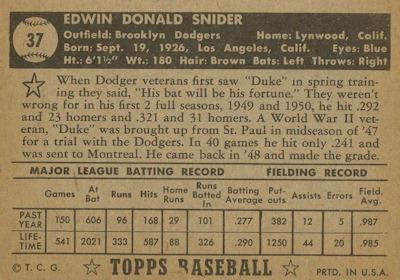 37
EDWIN DONALD SNIDER
Outfield: Brooklyn Dodgers Home: Lynwood, Calif.
Born: Sept. 19, 1926, Los Angeles, Calif. Eyes: Blue
Ht.: 6'1½" Wt.: 180 Hair: Brown Bats: Left Throws: Right
When Dodger veterans first saw "Duke" in spring train-
ing they said, "His bat will be his fortune." They weren't
wrong for in his first 2 full seasons, 1949 and 1950, he hit .292
and 23 homers and .321 and 31 homers. A World War II vet-
eran, "Duke" was brought up from St. Paul in midseason of '47
for a trial with the Dodgers. In 40 games he hit only .241 and
was sent to Montreal. He came back in '48 and made the grade.
MAJOR LEAGUE BATTING RECORD FIELDING RECORD
Games At Bat Runs Hits Home Runs Runs Batted In Batting Average Put-outs Assists Errors Field. Avg.
PAST YEAR 150 606 96 168 29 101 .277 382 12 5 .987
LIFE-TIME 541 2021 333 587 88 326 .290 1250 44 20 .985
© T. C. G. TOPPS BASEBALL PRTD. IN U.S.A.